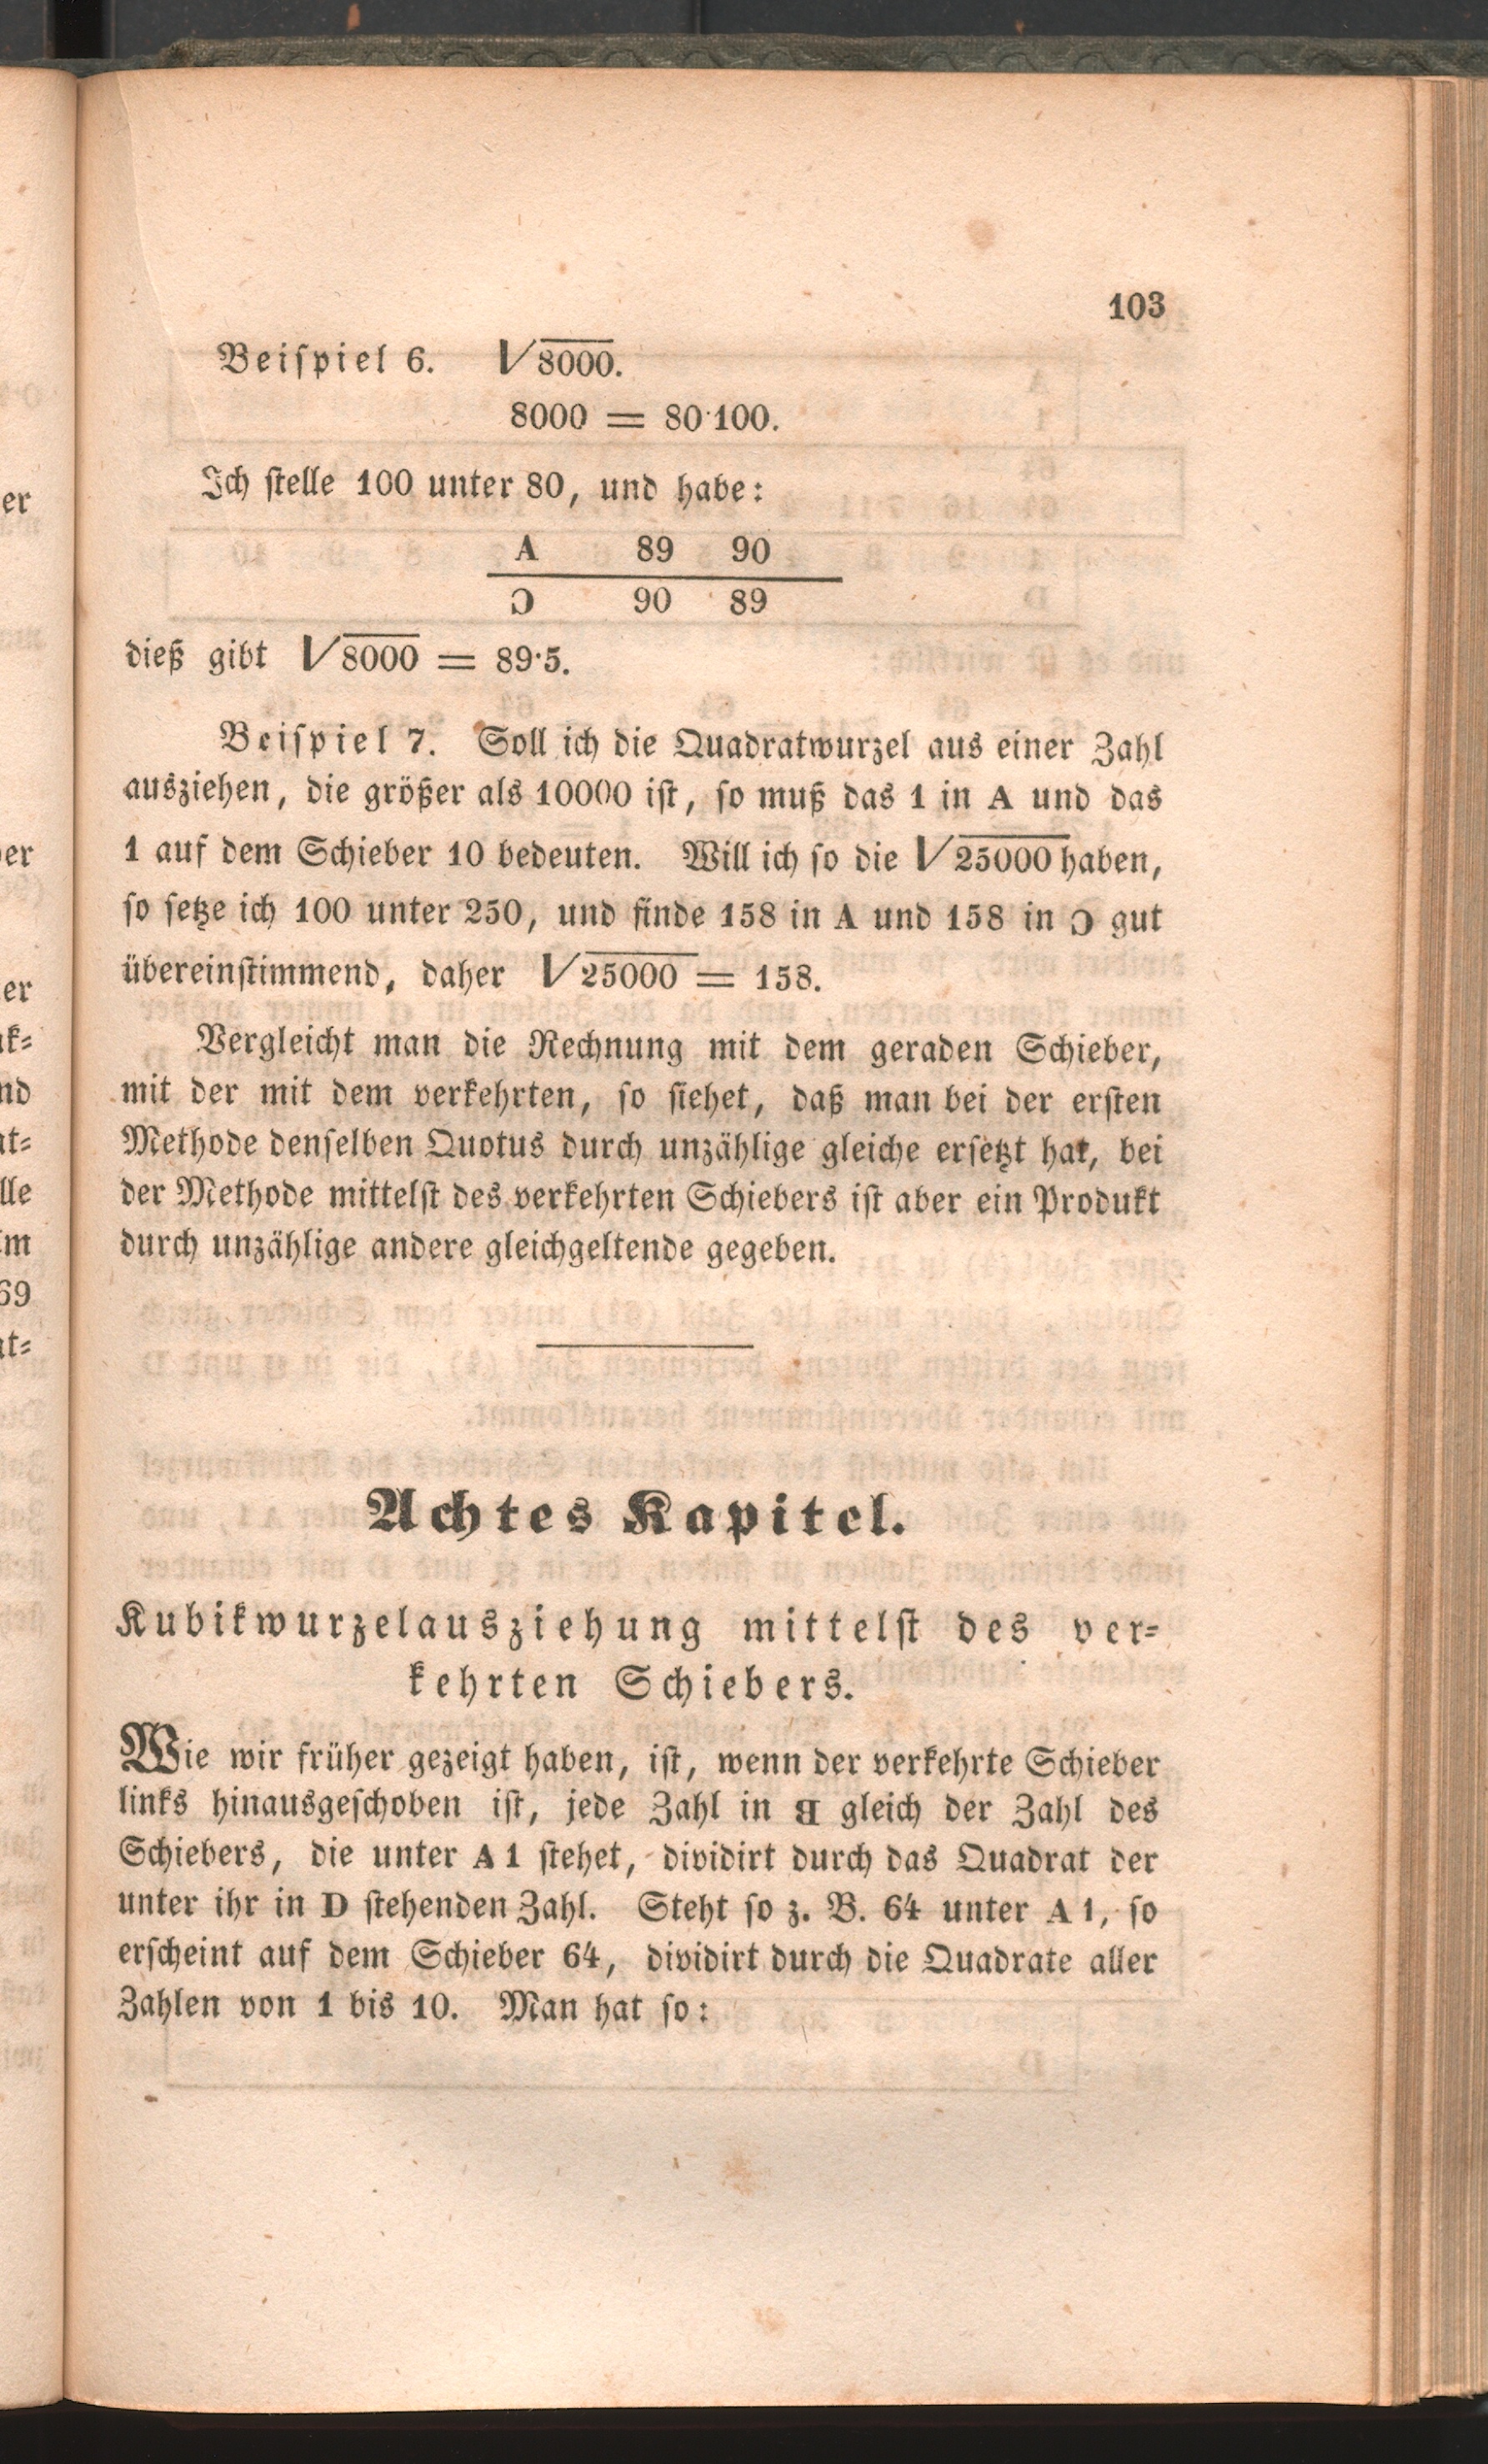 103
Beispiel 6. √8000.
8000 = 80·100.
Ich stelle 100 unter 80, und habe:
A 89 90
Ɔ 90 89
dieß gibt √8000 = 89·5.
Beispiel 7. Soll ich die Quadratwurzel aus einer Zahl
ausziehen, die größer als 10000 ist, so muß das 1 in A und das
1 auf dem Schieber 10 bedeuten. Will ich so die √25000 haben,
so setze ich 100 unter 250, und finde 158 in A und 158 in Ɔ gut
übereinstimmend, daher √25000 = 158.
Vergleicht man die Rechnung mit dem geraden Schieber,
mit der mit dem verkehrten, so siehet, daß man bei der ersten
Methode denselben Quotus durch unzählige gleiche ersetzt hat, bei
der Methode mittelst des verkehrten Schiebers ist aber ein Produkt
durch unzählige andere gleichgeltende gegeben.
Achtes Kapitel.
Kubikwurzelausziehung mittelst des ver-
kehrten Schiebers.
Wie wir früher gezeigt haben, ist, wenn der verkehrte Schieber
links hinausgeschoben ist, jede Zahl in ᗺ gleich der Zahl des
Schiebers, die unter A 1 stehet, dividirt durch das Quadrat der
unter ihr in D stehenden Zahl. Steht so z. B. 64 unter A 1, so
erscheint auf dem Schieber 64, dividirt durch die Quadrate aller
Zahlen von 1 bis 10. Man hat so: